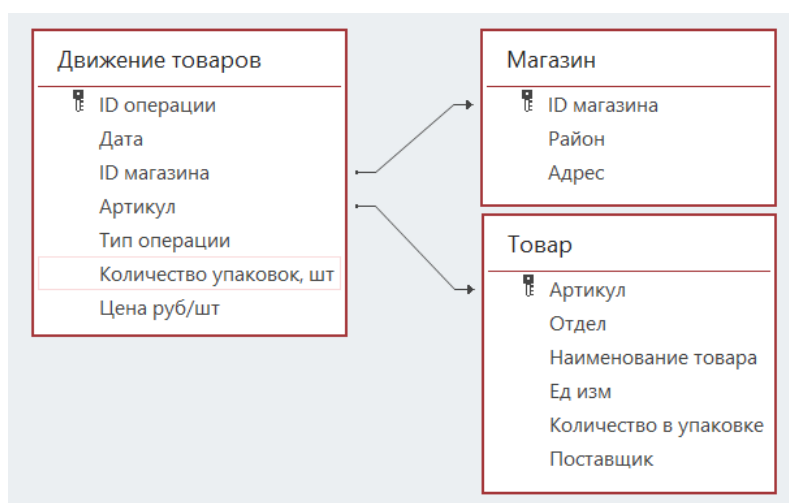 Движение товаров
ID операции
Дата
ID магазина
Артикул
Тип операции
Количество упаковок, шт
Цена руб/шт
Магазин
ID магазина
Район
Адрес
Товар
Артикул
Отдел
Наименование товара
Ед изм
Количество в упаковке
Поставщик